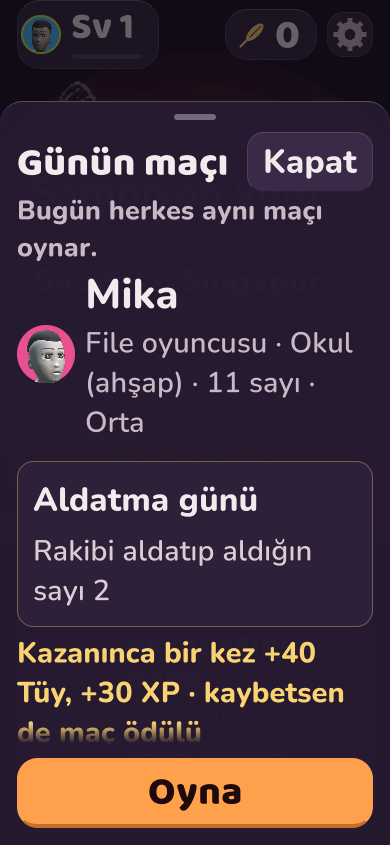 Sv 1
0
Günün maçı
Kapat
Bugün herkes aynı maçı
oynar.
Mika
File oyuncusu · Okul
(ahşap) · 11 sayı ·
Orta
Aldatma günü
Rakibi aldatıp aldığın
sayı 2
Kazanınca bir kez +40
Tüy, +30 XP · kaybetsen
de maç ödülü
Oyna